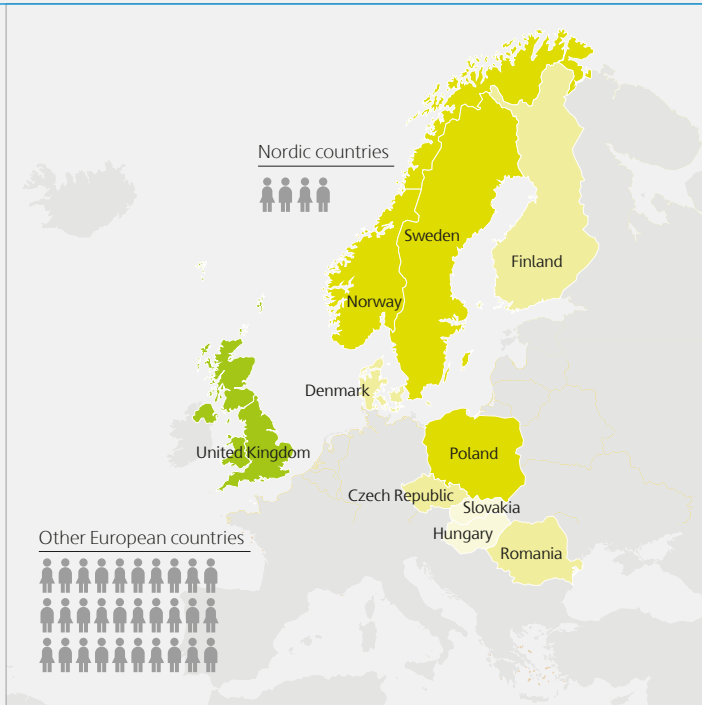 Nordic countries
Sweden
Finland
Norway
Denmark
United Kingdom
Poland
Czech Republic
Slovakia
Hungary
Romania
Other European countries